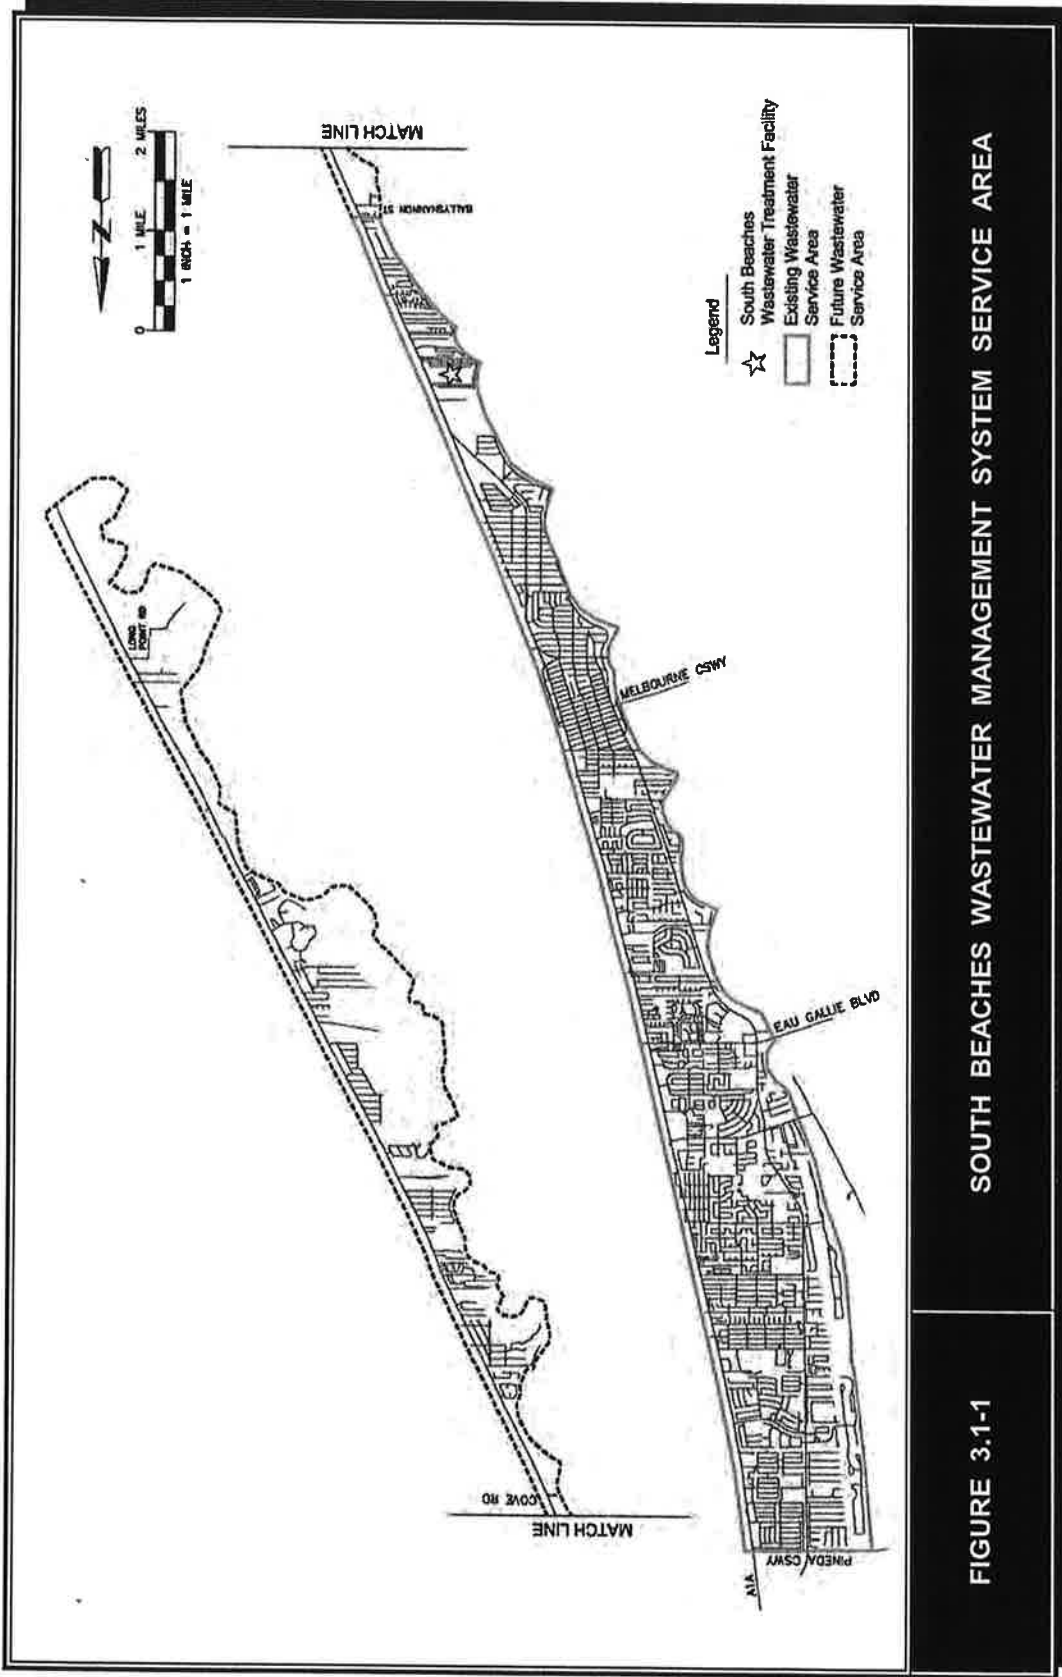 N
0
1 MILE
2 MILES
1 INCH = 1 MILE
MATCH LINE
BALLYSHANNON ST
LONG
POINT RD
Legend
South Beaches
Wastewater Treatment Facility
Existing Wastewater
Service Area
Future Wastewater
Service Area
MELBOURNE CSWY
EAU GALLIE BLVD
COVE RD
MATCH LINE
PINEDA CSWY
A1A
FIGURE 3.1-1
SOUTH BEACHES WASTEWATER MANAGEMENT SYSTEM SERVICE AREA